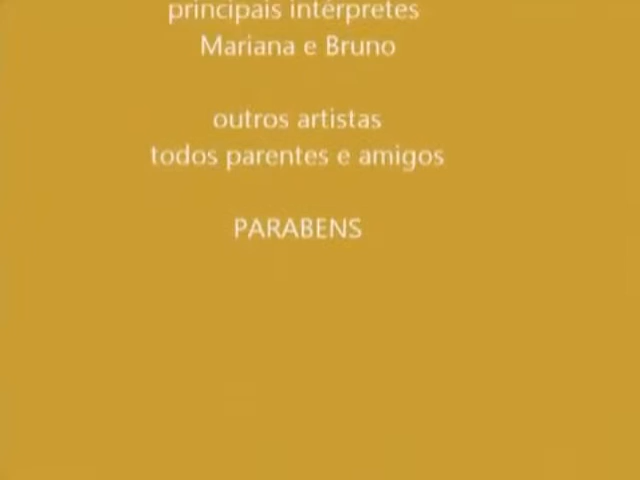 principais intérpretes
Mariana e Bruno
outros artistas
todos parentes e amigos
PARABENS